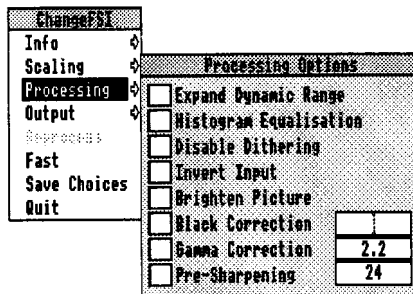 ChangeFSI
Info
Scaling
Processing
Output
Reprocess
Fast
Save Choices
Quit
Processing Options
Expand Dynamic Range
Histogram Equalisation
Disable Dithering
Invert Input
Brighten Picture
Black Correction
Gamma Correction 2.2
Pre-Sharpening 24